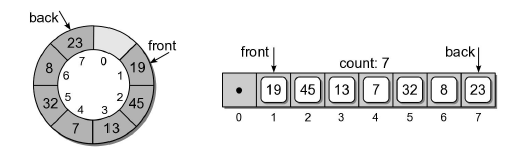 back
front
23
19
45
13
7
32
8
0
1
2
3
4
5
6
7
front
back
count: 7
19 45 13 7 32 8 23
0 1 2 3 4 5 6 7